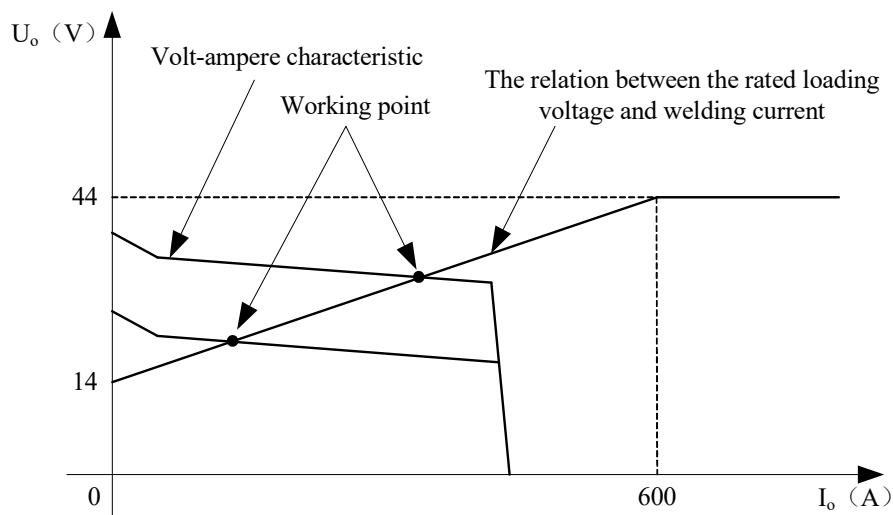 Uₒ（V）
Volt-ampere characteristic
Working point
The relation between the rated loading
voltage and welding current
44
14
0
600
Iₒ（A）